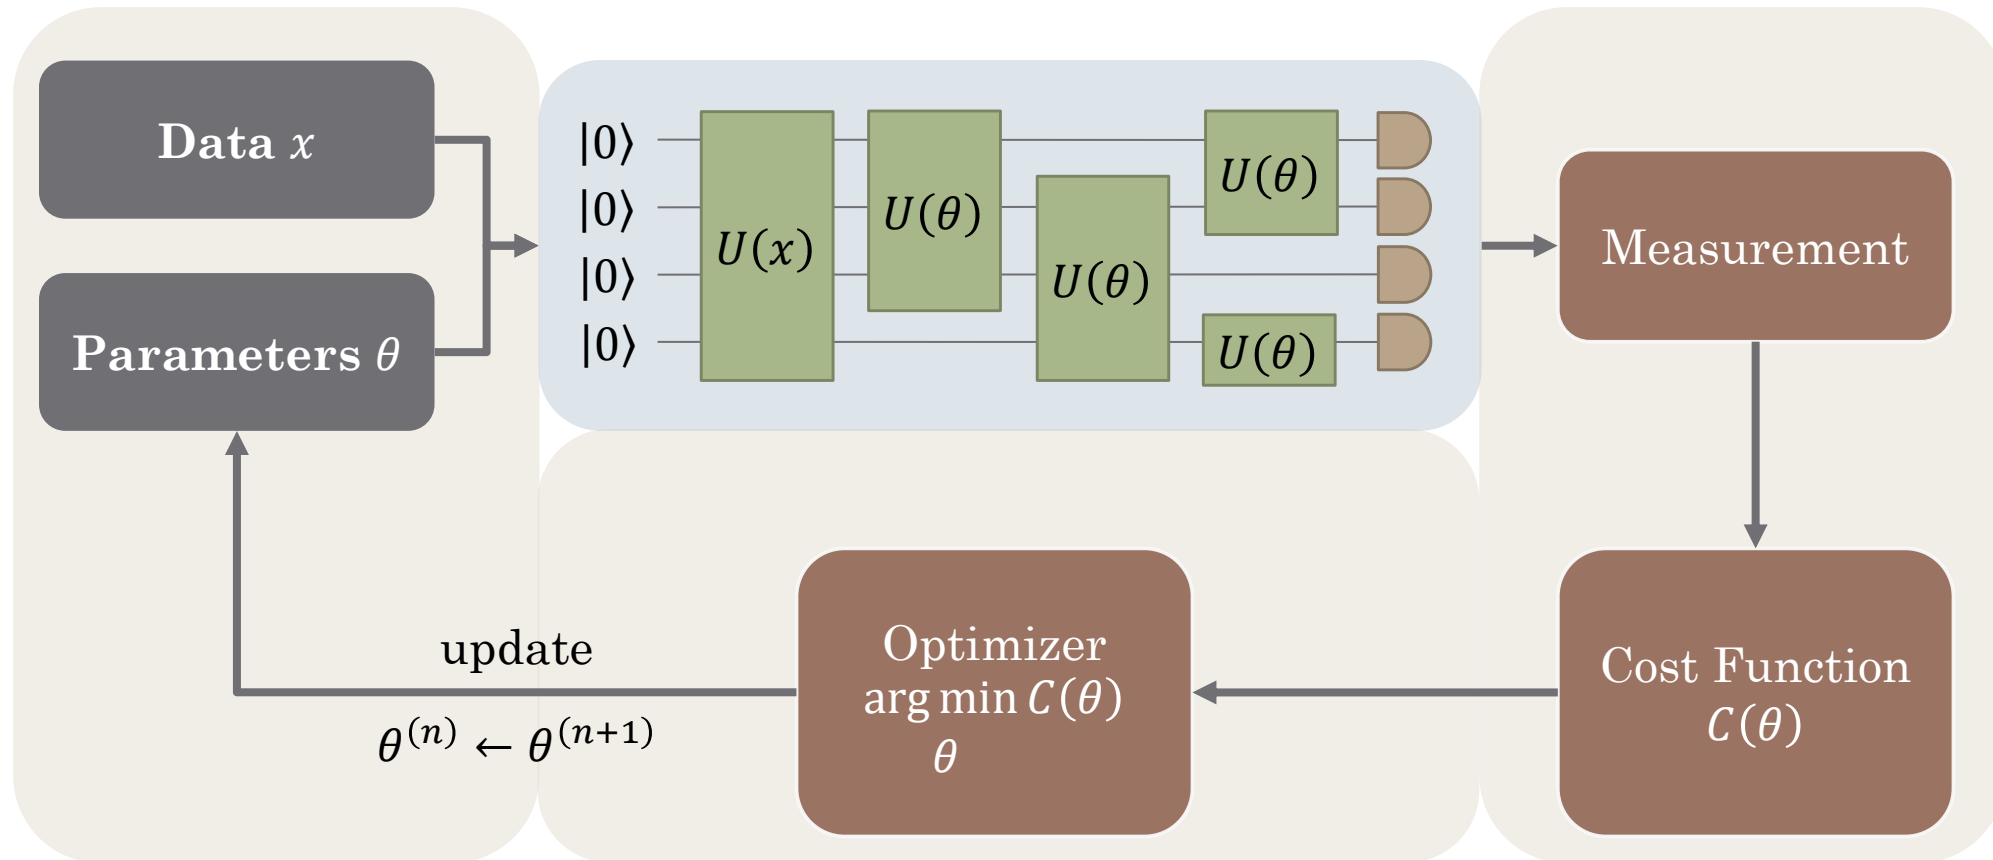 Data x
Parameters θ
|0⟩
|0⟩
|0⟩
|0⟩
U(x)
U(θ)
U(θ)
U(θ)
U(θ)
Measurement
Cost Function
C(θ)
Optimizer
arg min C(θ)
θ
update
θ⁽ⁿ⁾ ← θ⁽ⁿ⁺¹⁾